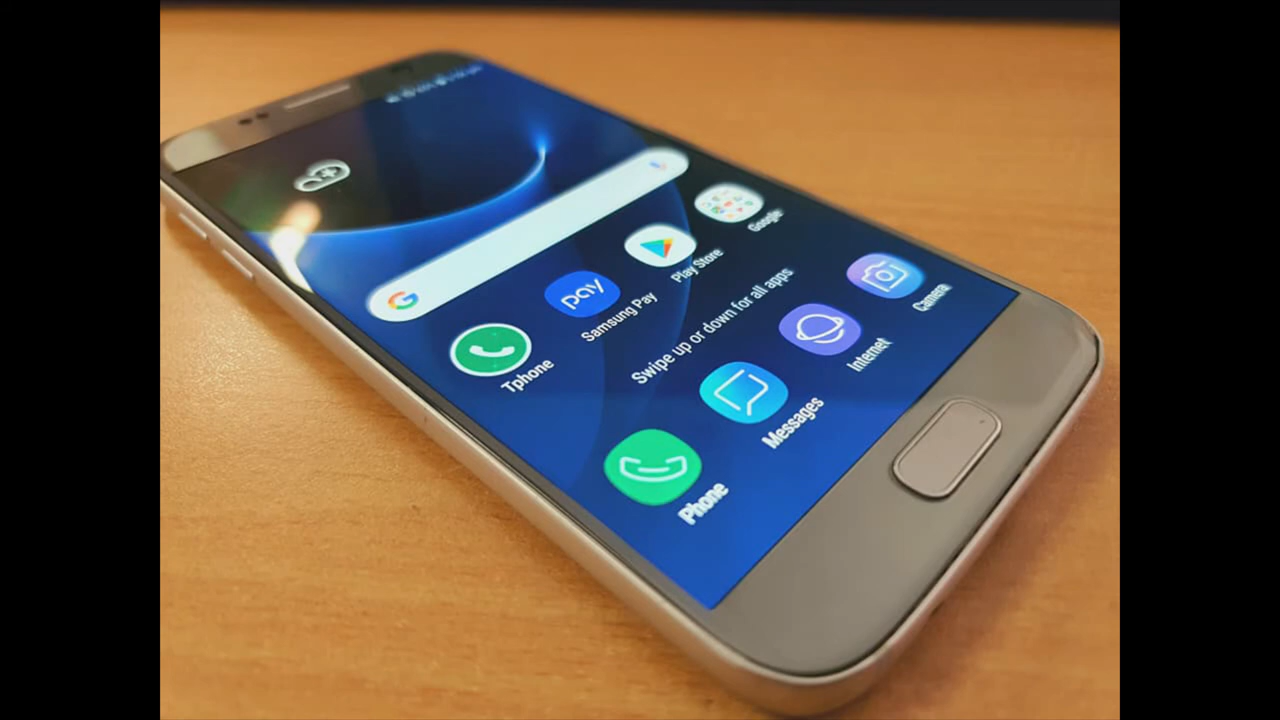 G
Google
Play Store
pay
Samsung Pay
Tphone
Swipe up or down for all apps
Camera
Internet
Messages
Phone